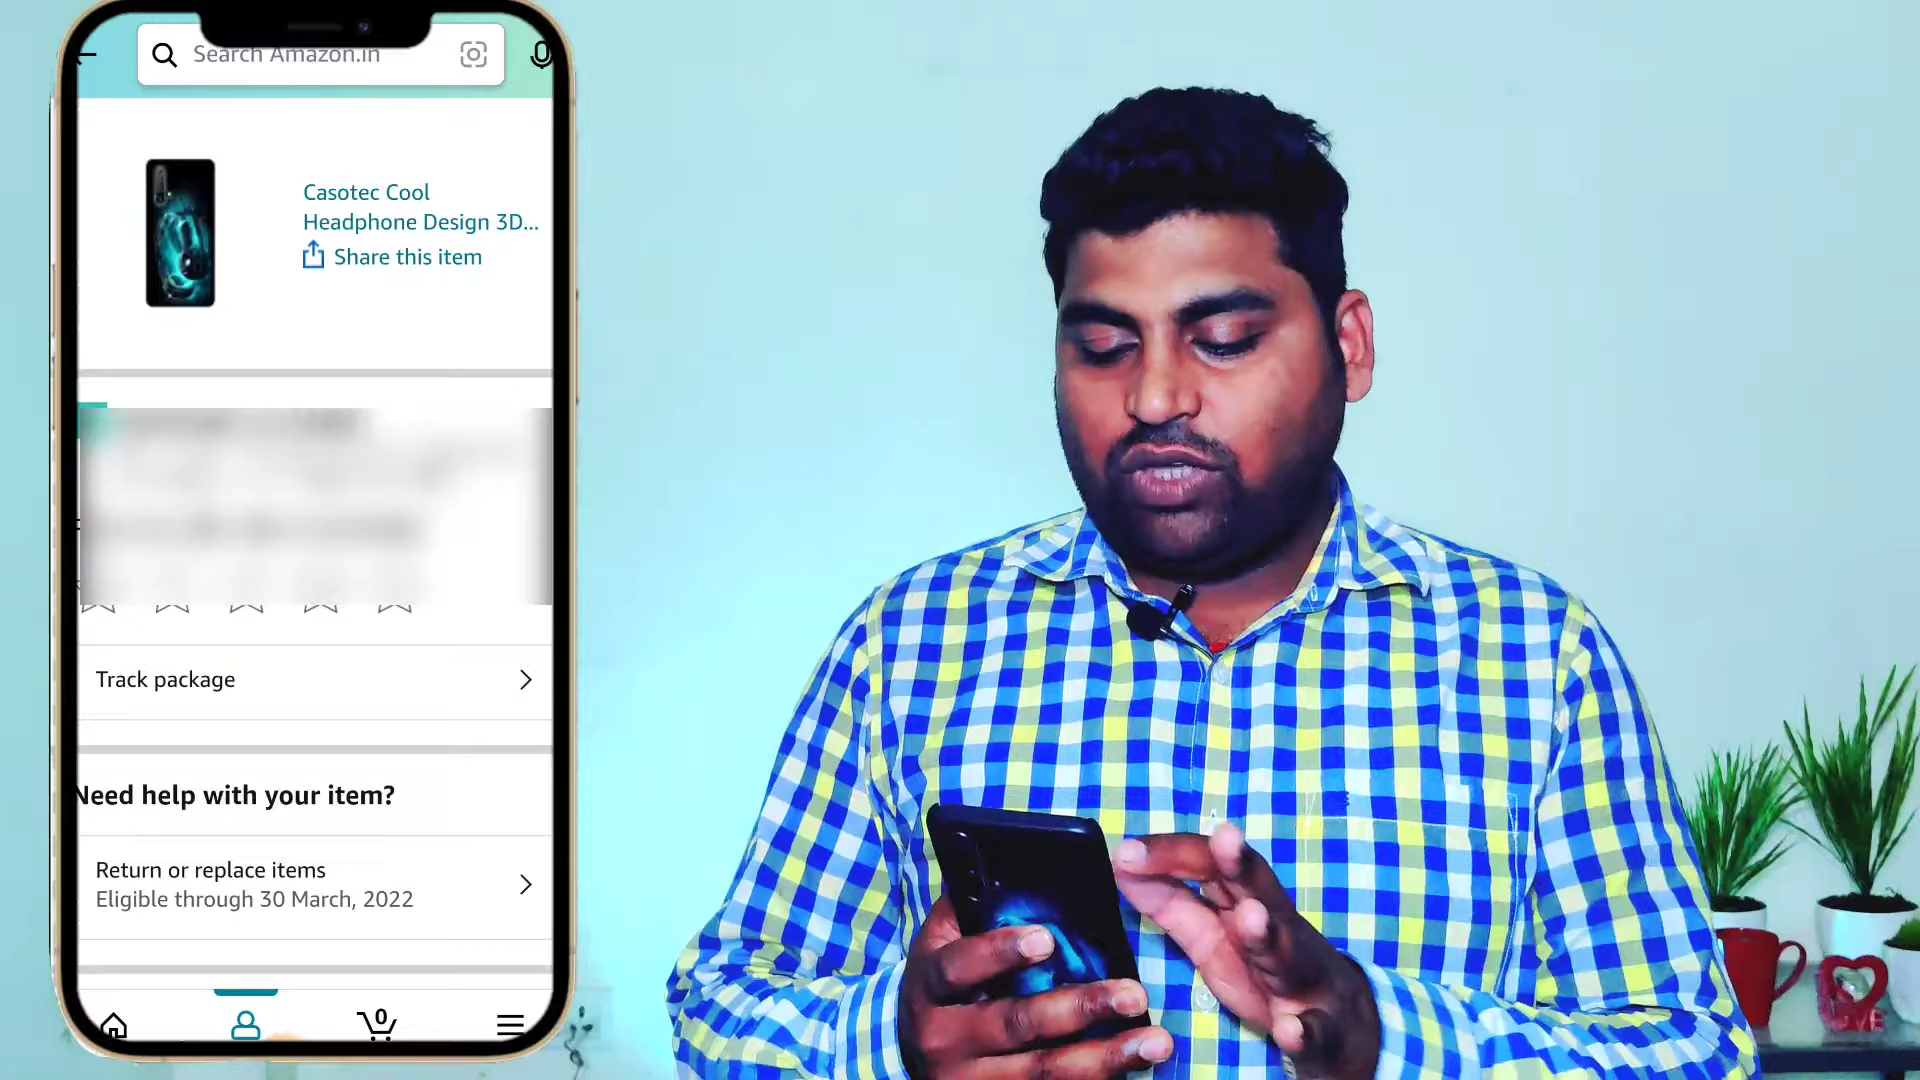 Search Amazon.in
Casotec Cool
Headphone Design 3D...
Share this item
Track package
Need help with your item?
Return or replace items
Eligible through 30 March, 2022
0